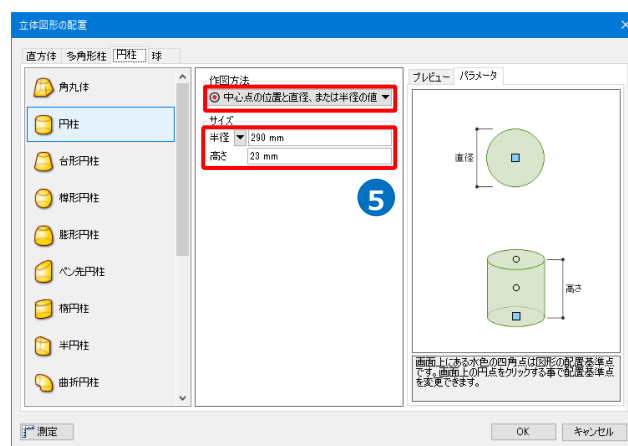 立体図形の配置
直方体 多角形柱 円柱 球
角丸体
円柱
台形円柱
樽形円柱
膨形円柱
ペン先円柱
楕円柱
半円柱
曲折円柱
作図方法
中心点の位置と直径、または半径の値
サイズ
半径 290 mm
高さ 23 mm
5
プレビュー パラメータ
直径
高さ
画面上にある水色の四角点は図形の配置基準点
です。画面上の円点をクリックする事で配置基準点
を変更できます。
測定
OK キャンセル